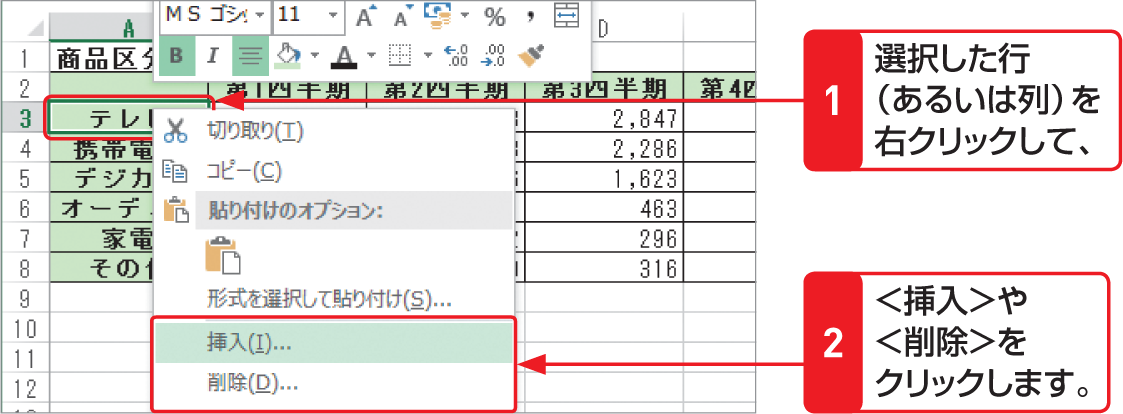 MS ゴシ 11 A A % ,
B I A ←.0 .00 .00 →.0
A D
1 商品区分
2 第1四半期 第2四半期 第3四半期 第4四
3 テレビ 3 2,847
4 携帯電 2,286
5 デジカ 1,623
6 オーディ 463
7 家電 296
8 その他 316
9
10
11
12
切り取り(T)
コピー(C)
貼り付けのオプション:
形式を選択して貼り付け(S)...
挿入(I)...
削除(D)...
1 選択した行
(あるいは列)を
右クリックして、
2 <挿入>や
<削除>を
クリックします。